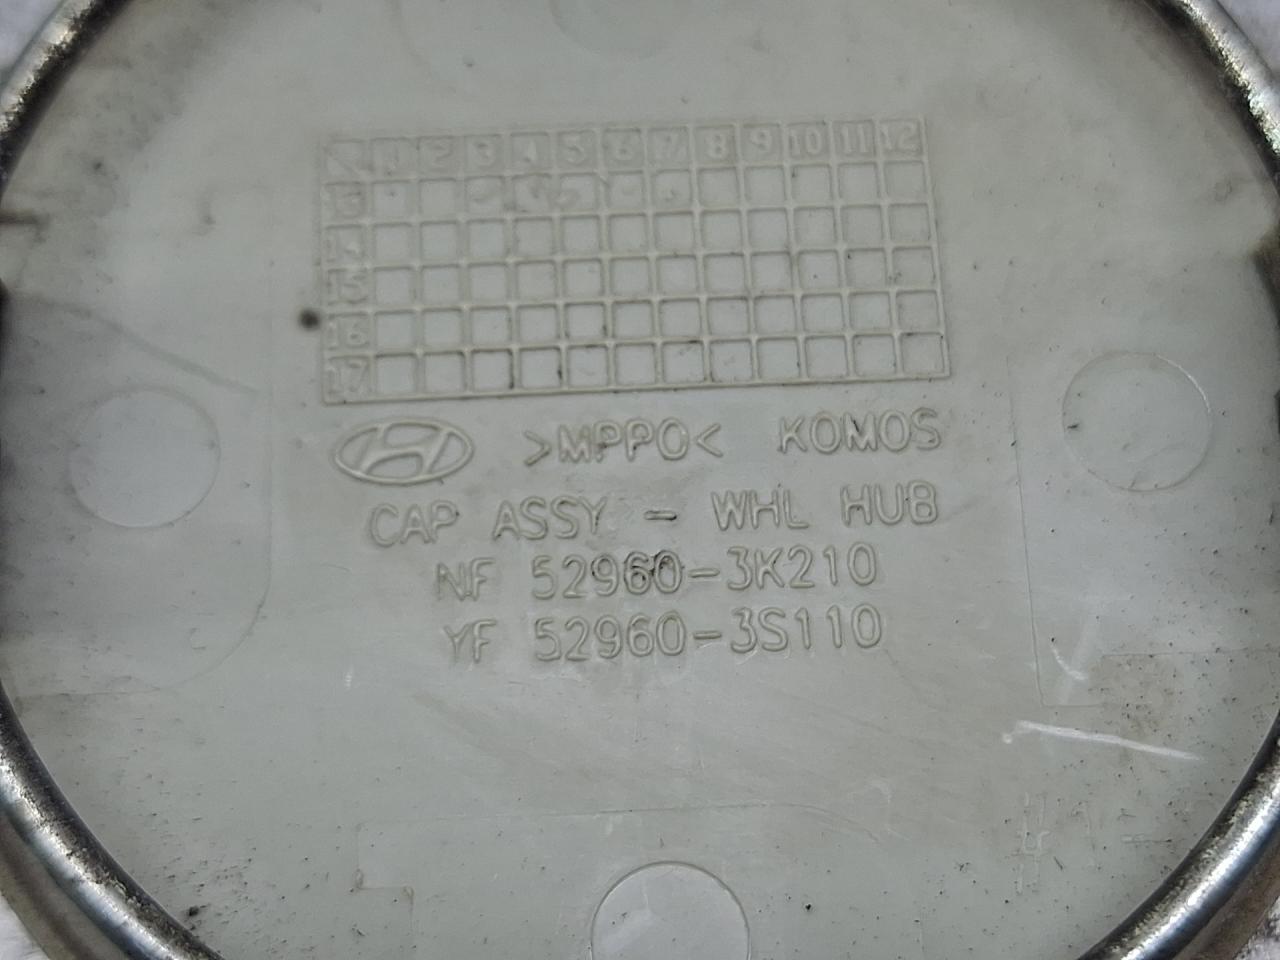 1 2 3 4 5 6 7 8 9 10 11 12
13
14
15
16
17
>MPPO< KOMOS
CAP ASSY - WHL HUB
NF 52960-3K210
YF 52960-3S110